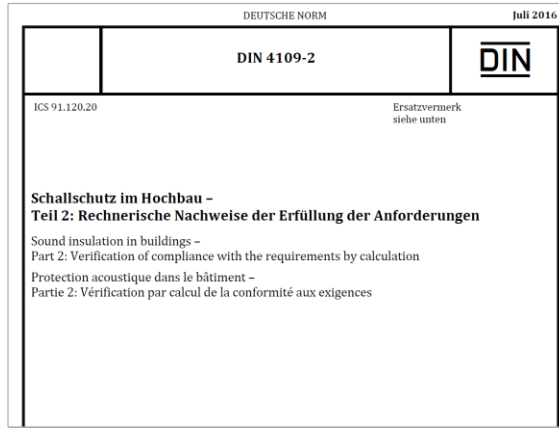 DEUTSCHE NORM
Juli 2016
DIN 4109-2
DIN
ICS 91.120.20
Ersatzvermerk
siehe unten
Schallschutz im Hochbau –
Teil 2: Rechnerische Nachweise der Erfüllung der Anforderungen
Sound insulation in buildings –
Part 2: Verification of compliance with the requirements by calculation
Protection acoustique dans le bâtiment –
Partie 2: Vérification par calcul de la conformité aux exigences